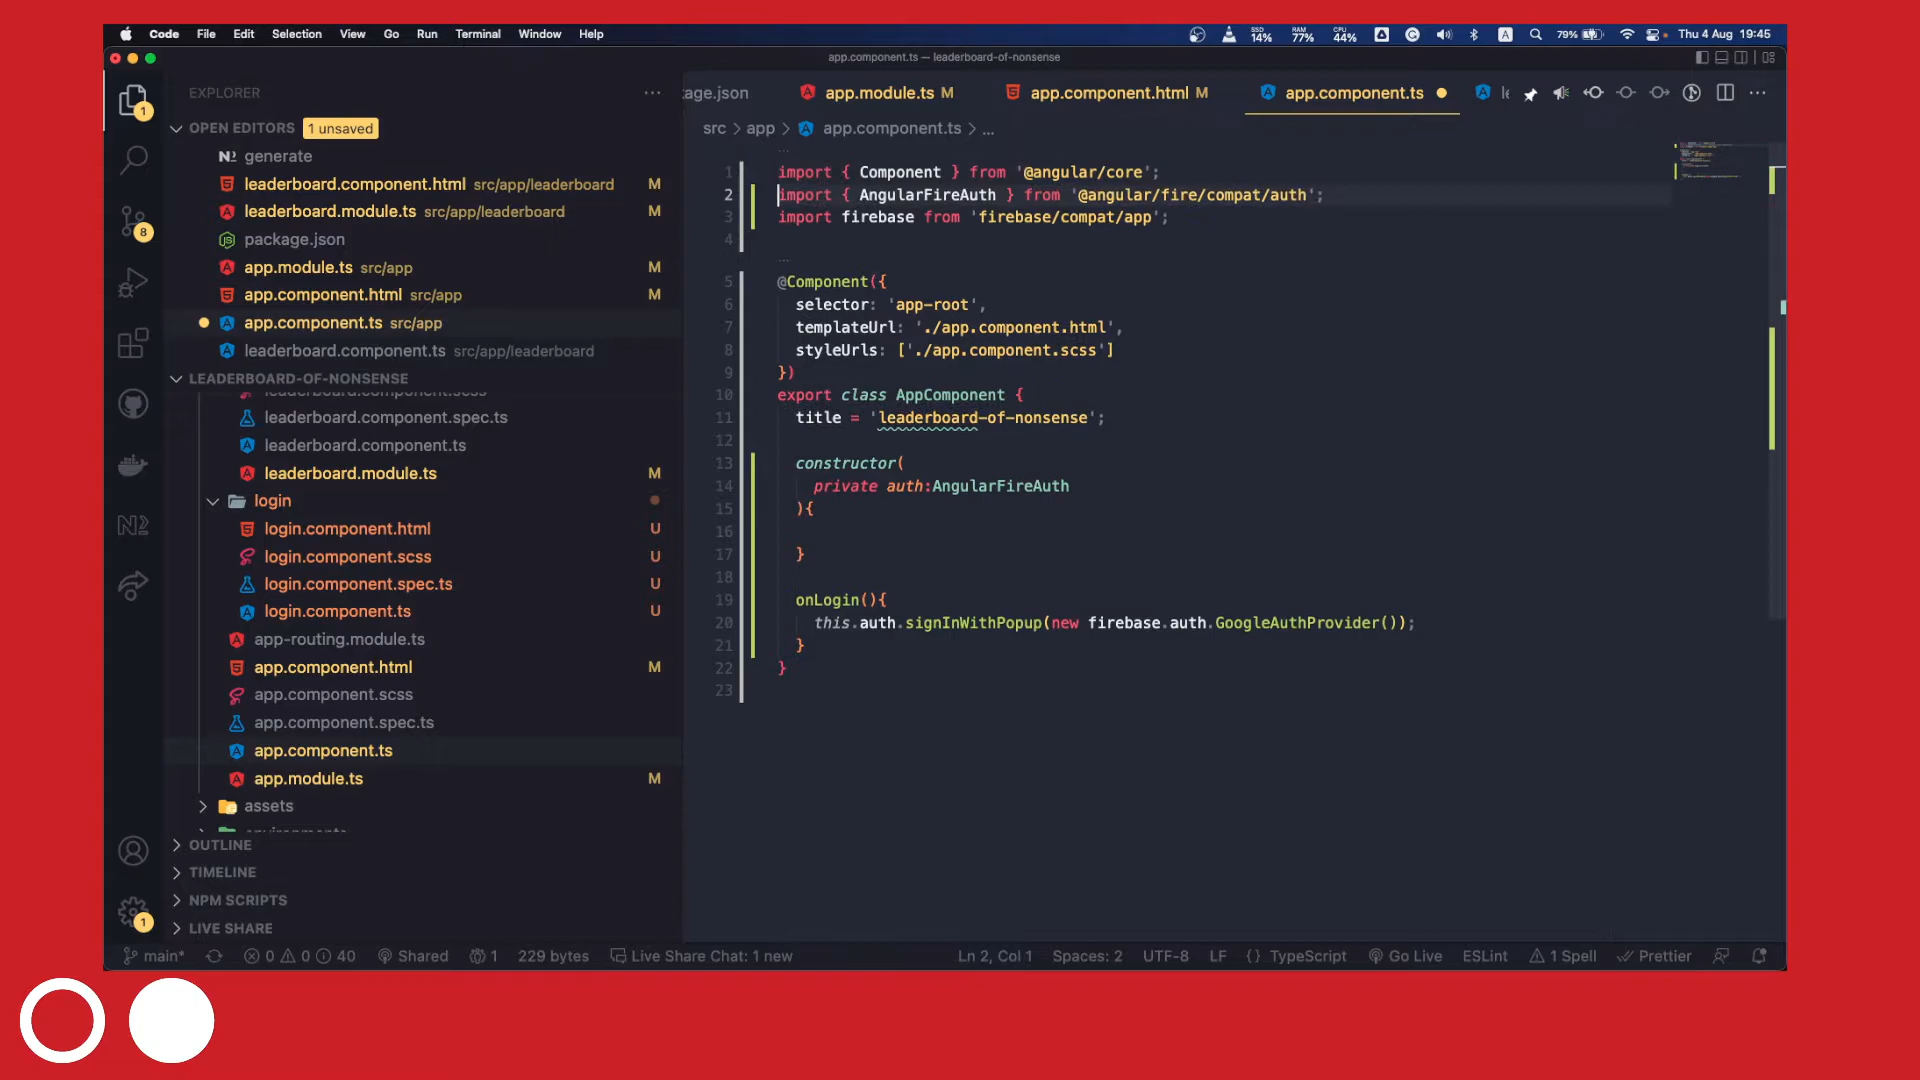 Code File Edit Selection View Go Run Terminal Window Help
SSD 14% RAM 77% CPU 44% A 79% Thu 4 Aug 19:45
app.component.ts — leaderboard-of-nonsense
EXPLORER
OPEN EDITORS 1 unsaved
generate
leaderboard.component.html src/app/leaderboard M
leaderboard.module.ts src/app/leaderboard M
package.json
app.module.ts src/app M
app.component.html src/app M
app.component.ts src/app
leaderboard.component.ts src/app/leaderboard
LEADERBOARD-OF-NONSENSE
leaderboard.component.scss
leaderboard.component.spec.ts
leaderboard.component.ts
leaderboard.module.ts M
login
login.component.html U
login.component.scss U
login.component.spec.ts U
login.component.ts U
app-routing.module.ts
app.component.html M
app.component.scss
app.component.spec.ts
app.component.ts
app.module.ts M
assets
environments
OUTLINE
TIMELINE
NPM SCRIPTS
LIVE SHARE
1
8
1
age.json app.module.ts M app.component.html M app.component.ts le
src > app > app.component.ts > ...
1 import { Component } from '@angular/core';
2 import { AngularFireAuth } from '@angular/fire/compat/auth';
3 import firebase from 'firebase/compat/app';
4
5 @Component({
6 selector: 'app-root',
7 templateUrl: './app.component.html',
8 styleUrls: ['./app.component.scss']
9 })
10 export class AppComponent {
11 title = 'leaderboard-of-nonsense';
12
13 constructor(
14 private auth:AngularFireAuth
15 ){
16
17 }
18
19 onLogin(){
20 this.auth.signInWithPopup(new firebase.auth.GoogleAuthProvider());
21 }
22 }
23
main* 0 0 40 Shared 1 229 bytes Live Share Chat: 1 new Ln 2, Col 1 Spaces: 2 UTF-8 LF {} TypeScript Go Live ESLint 1 Spell Prettier